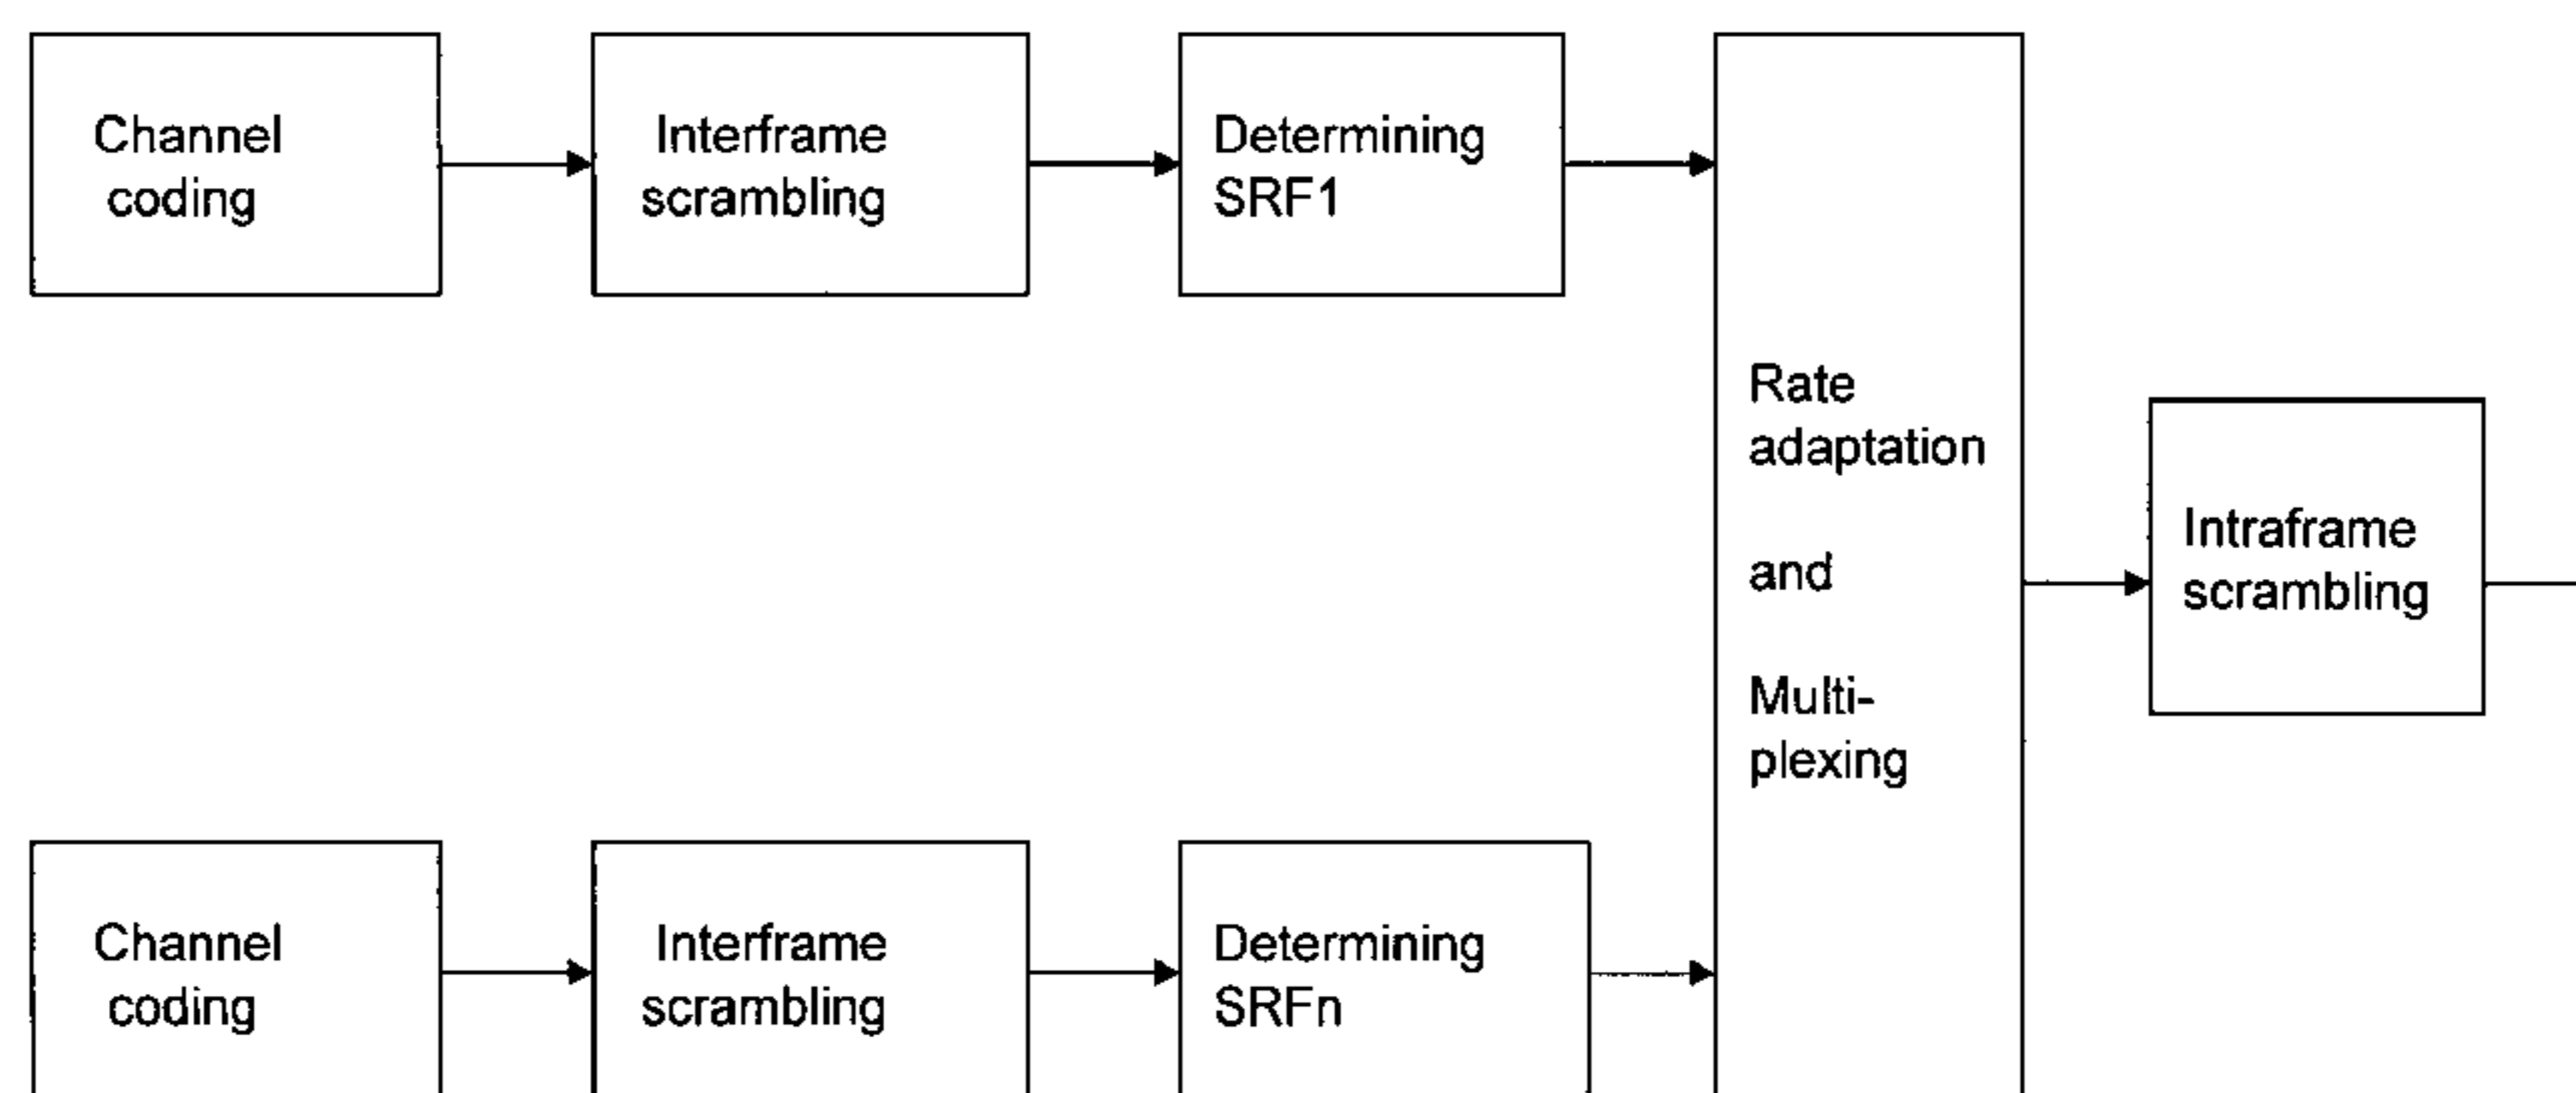 Channel
coding
Interframe
scrambling
Determining
SRF1
Rate
adaptation
and
Multi-
plexing
Intraframe
scrambling
Channel
coding
Interframe
scrambling
Determining
SRFn